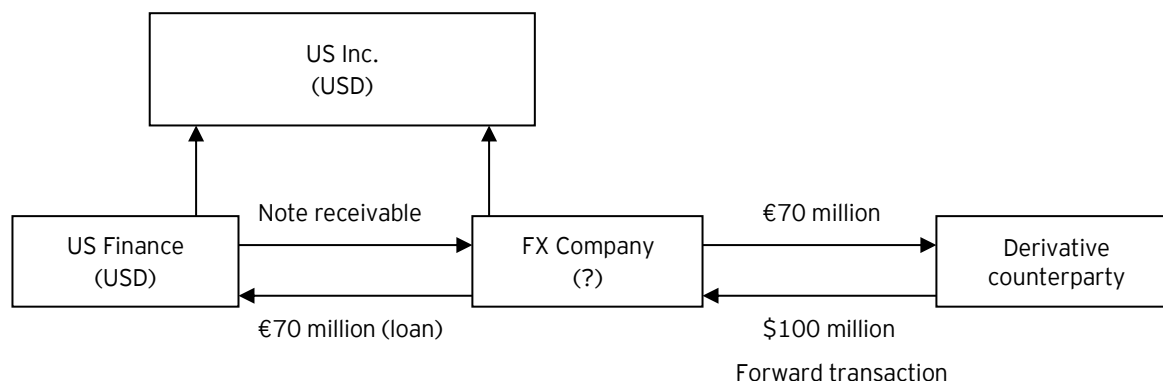 US Inc.
(USD)
Note receivable
€70 million
US Finance
(USD)
FX Company
(?)
Derivative
counterparty
€70 million (loan)
$100 million
Forward transaction